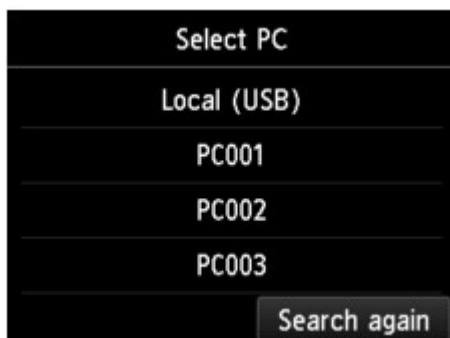 Select PC
Local (USB)
PC001
PC002
PC003
Search again